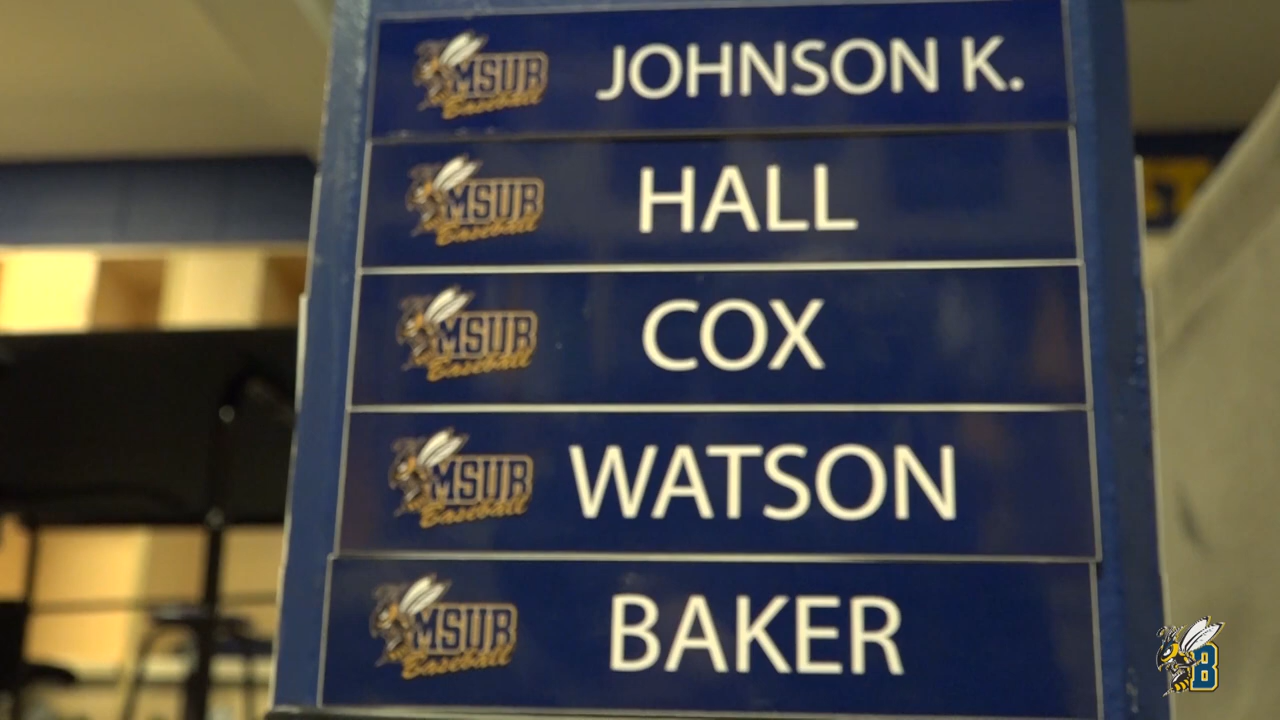 MSUB Baseball JOHNSON K.
MSUB Baseball HALL
MSUB Baseball COX
MSUB Baseball WATSON
MSUB Baseball BAKER
B